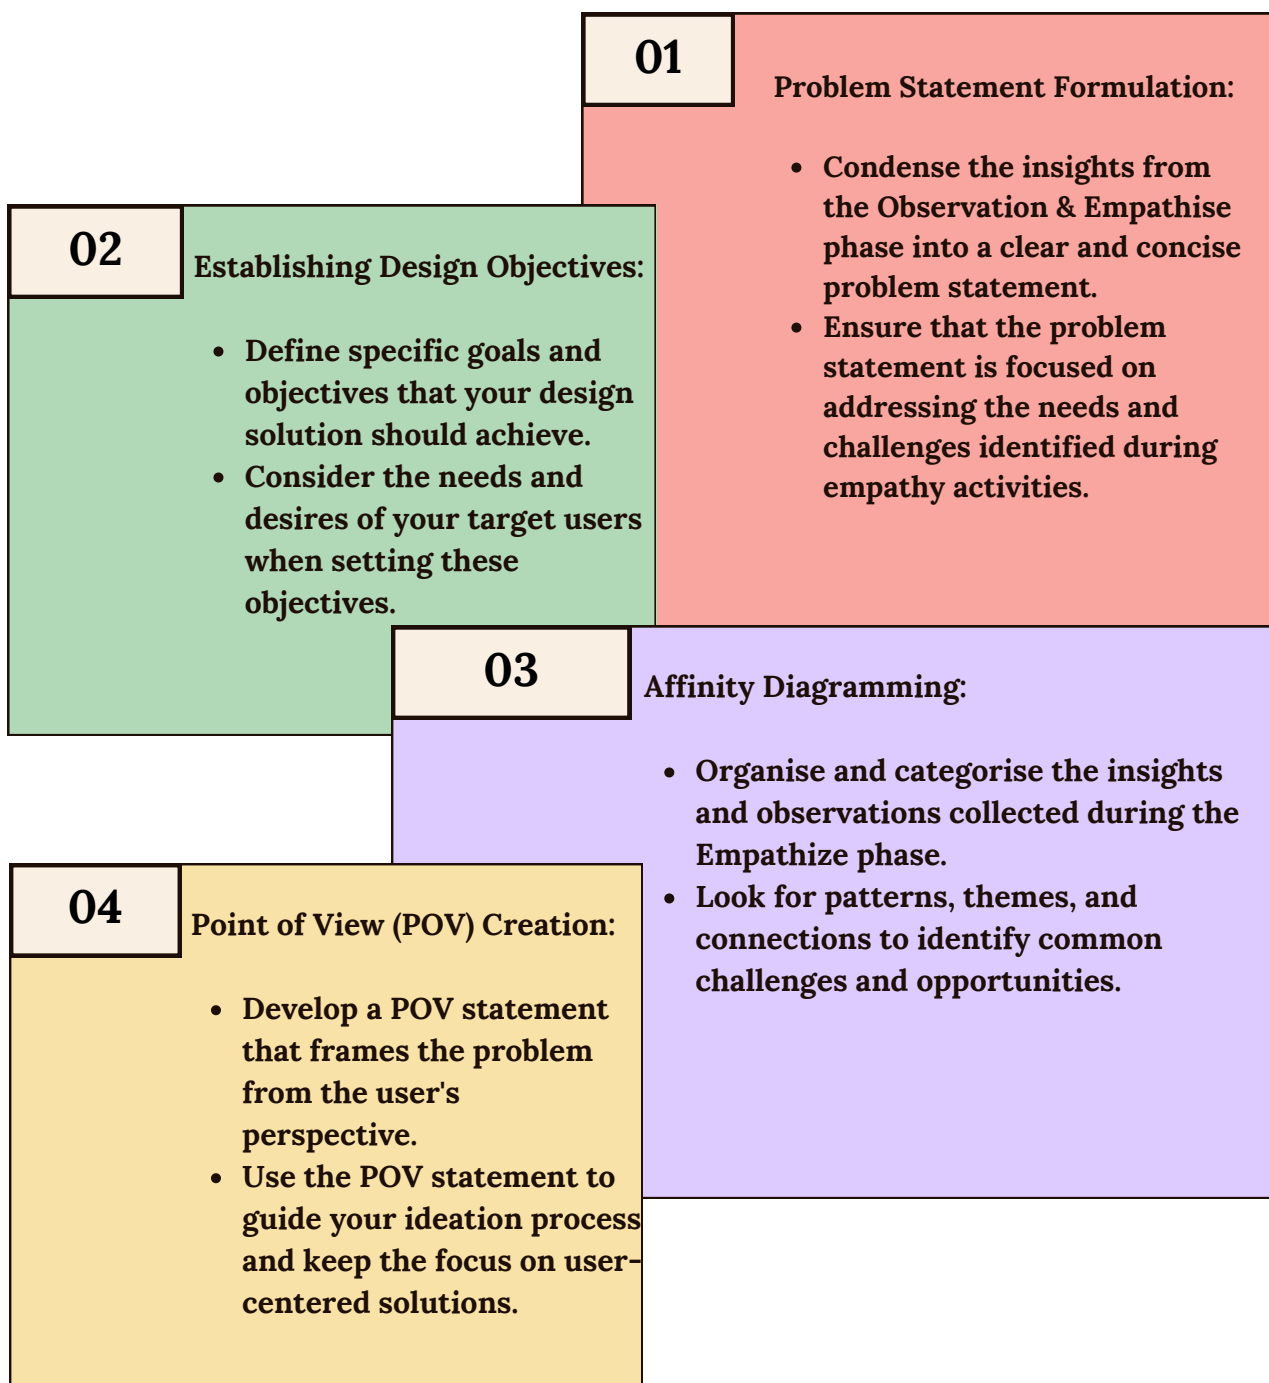 01
Problem Statement Formulation:
• Condense the insights from
the Observation & Empathise
phase into a clear and concise
problem statement.
• Ensure that the problem
statement is focused on
addressing the needs and
challenges identified during
empathy activities.
02
Establishing Design Objectives:
• Define specific goals and
objectives that your design
solution should achieve.
• Consider the needs and
desires of your target users
when setting these
objectives.
03
Affinity Diagramming:
• Organise and categorise the insights
and observations collected during the
Empathize phase.
• Look for patterns, themes, and
connections to identify common
challenges and opportunities.
04
Point of View (POV) Creation:
• Develop a POV statement
that frames the problem
from the user's
perspective.
• Use the POV statement to
guide your ideation process
and keep the focus on user-
centered solutions.